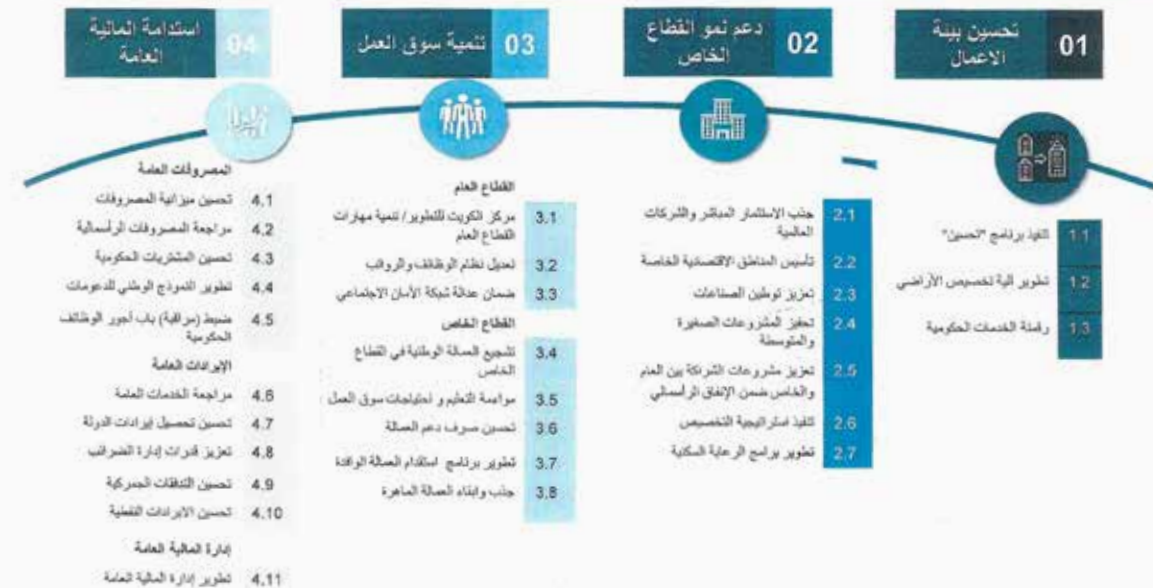 01
تحسين بيئة
الاعمال
1.1 تنفيذ برنامج "تحسين"
1.2 تطوير آلية تخصيص الأراضي
1.3 رقمنة الخدمات الحكومية
02
دعم نمو القطاع
الخاص
2.1 جذب الاستثمار المباشر والشركات
العالمية
2.2 تأسيس المناطق الاقتصادية الخاصة
2.3 تعزيز توطين الصناعات
2.4 تحفيز المشروعات الصغيرة
والمتوسطة
2.5 تعزيز مشروعات الشراكة بين العام
والخاص ضمن الإنفاق الرأسمالي
2.6 تنفيذ استراتيجية التخصيص
2.7 تطوير برامج الرعاية السكنية
03 تنمية سوق العمل
القطاع العام
3.1 مركز الكويت للتطوير/ تنمية مهارات
القطاع العام
3.2 تعديل نظام الوظائف والرواتب
3.3 ضمان عدالة شبكة الأمان الاجتماعي
القطاع الخاص
3.4 تشجيع العمالة الوطنية في القطاع
الخاص
3.5 مواءمة التعليم و احتياجات سوق العمل
3.6 تحسين صرف دعم العمالة
3.7 تطوير برنامج استقدام العمالة الوافدة
3.8 جذب وابقاء العمالة الماهرة
04
استدامة المالية
العامة
المصروفات العامة
4.1 تحسين ميزانية المصروفات
4.2 مراجعة المصروفات الرأسمالية
4.3 تحسين المشتريات الحكومية
4.4 تطوير النموذج الوطني للدعومات
4.5 ضبط (مراقبة) باب أجور الوظائف
الحكومية
الإيرادات العامة
4.6 مراجعة الخدمات العامة
4.7 تحسين تحصيل إيرادات الدولة
4.8 تعزيز قدرات إدارة الضرائب
4.9 تحسين التدفقات الجمركية
4.10 تحسين الايرادات النفطية
إدارة المالية العامة
4.11 تطوير إدارة المالية العامة